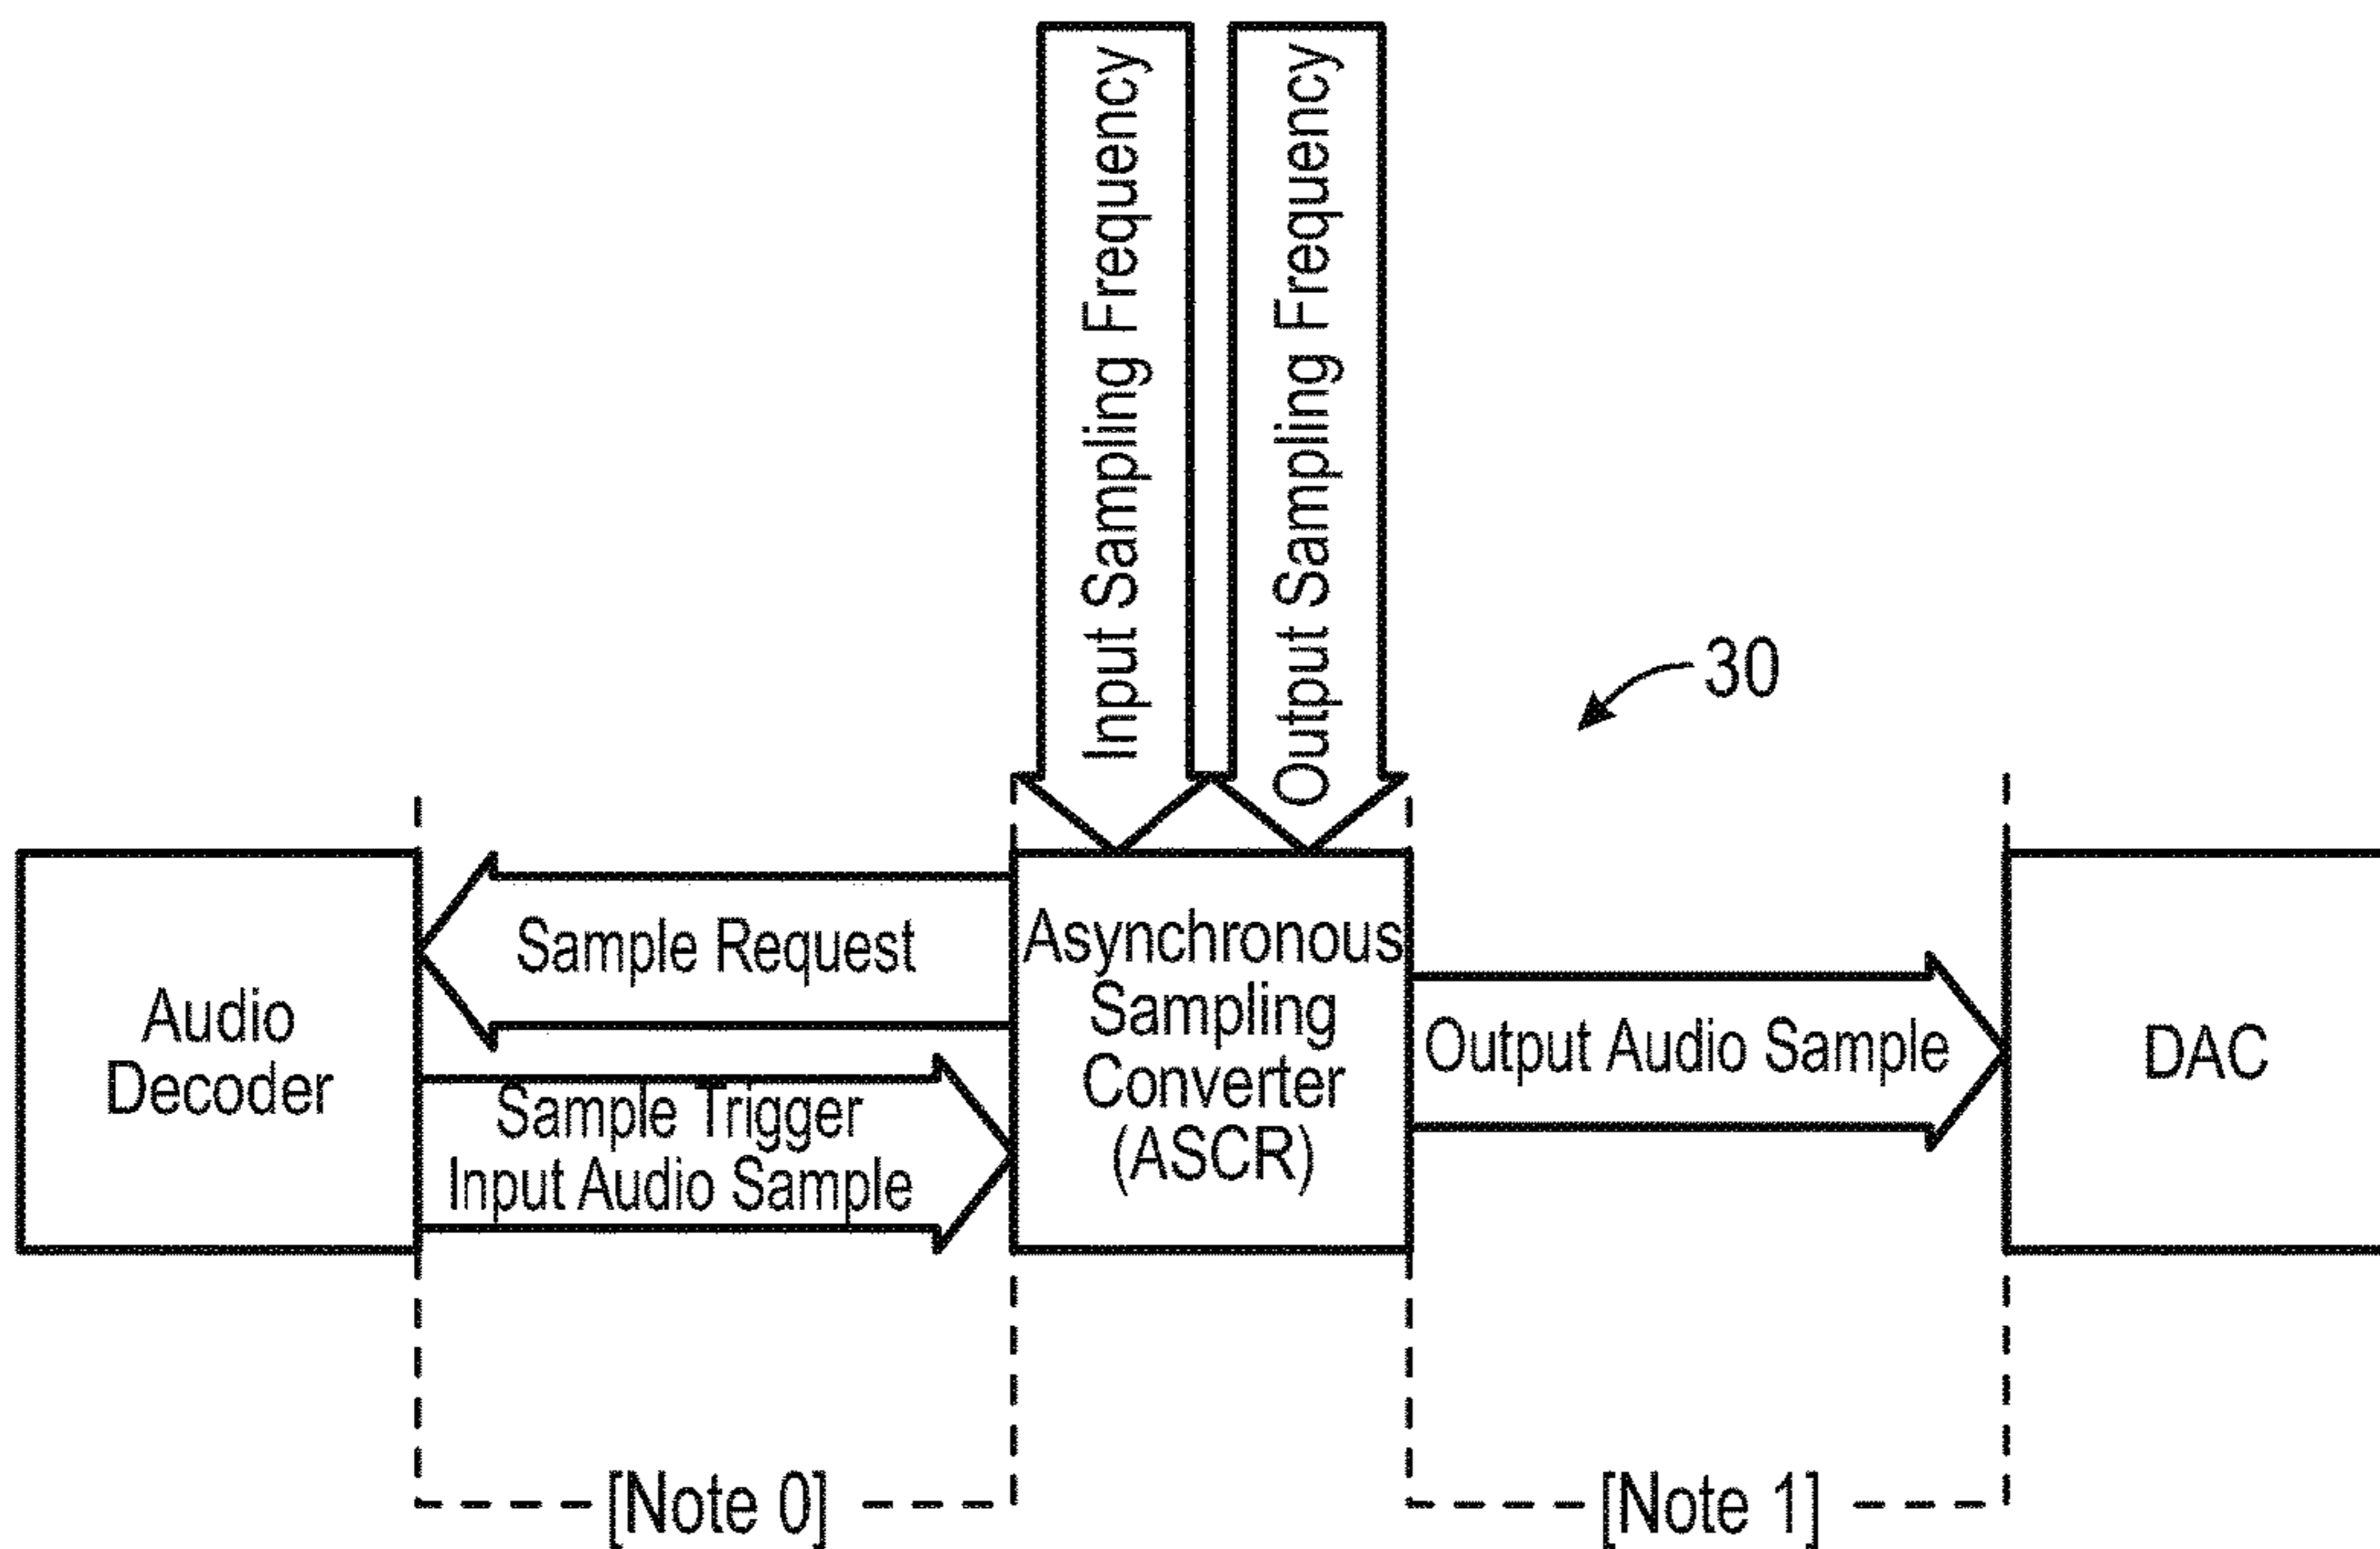 Input Sampling Frequency
Output Sampling Frequency
30
Audio
Decoder
Sample Request
Sample Trigger
Input Audio Sample
Asynchronous
Sampling
Converter
(ASCR)
Output Audio Sample
DAC
[Note 0]
[Note 1]